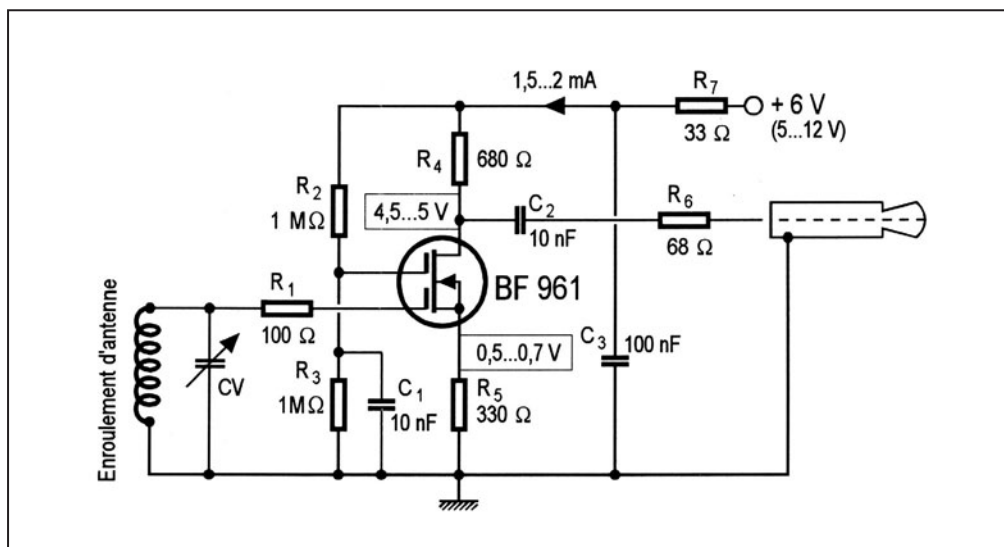 1,5...2 mA
R7
33 Ω
+ 6 V
(5...12 V)
R4
680 Ω
R2
1 MΩ
4,5...5 V
C2
10 nF
R6
68 Ω
BF 961
R1
100 Ω
CV
Enroulement d'antenne
R3
1MΩ
C1
10 nF
0,5...0,7 V
R5
330 Ω
C3
100 nF